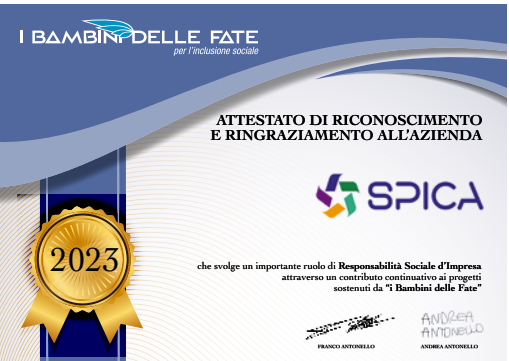 I BAMBINI DELLE FATE
per l'inclusione sociale
ATTESTATO DI RICONOSCIMENTO
E RINGRAZIAMENTO ALL'AZIENDA
SPICA
2023
che svolge un importante ruolo di Responsabilità Sociale d'Impresa
attraverso un contributo continuativo ai progetti
sostenuti da "i Bambini delle Fate"
ANDREA
ANTONELLO
FRANCO ANTONELLO
ANDREA ANTONELLO